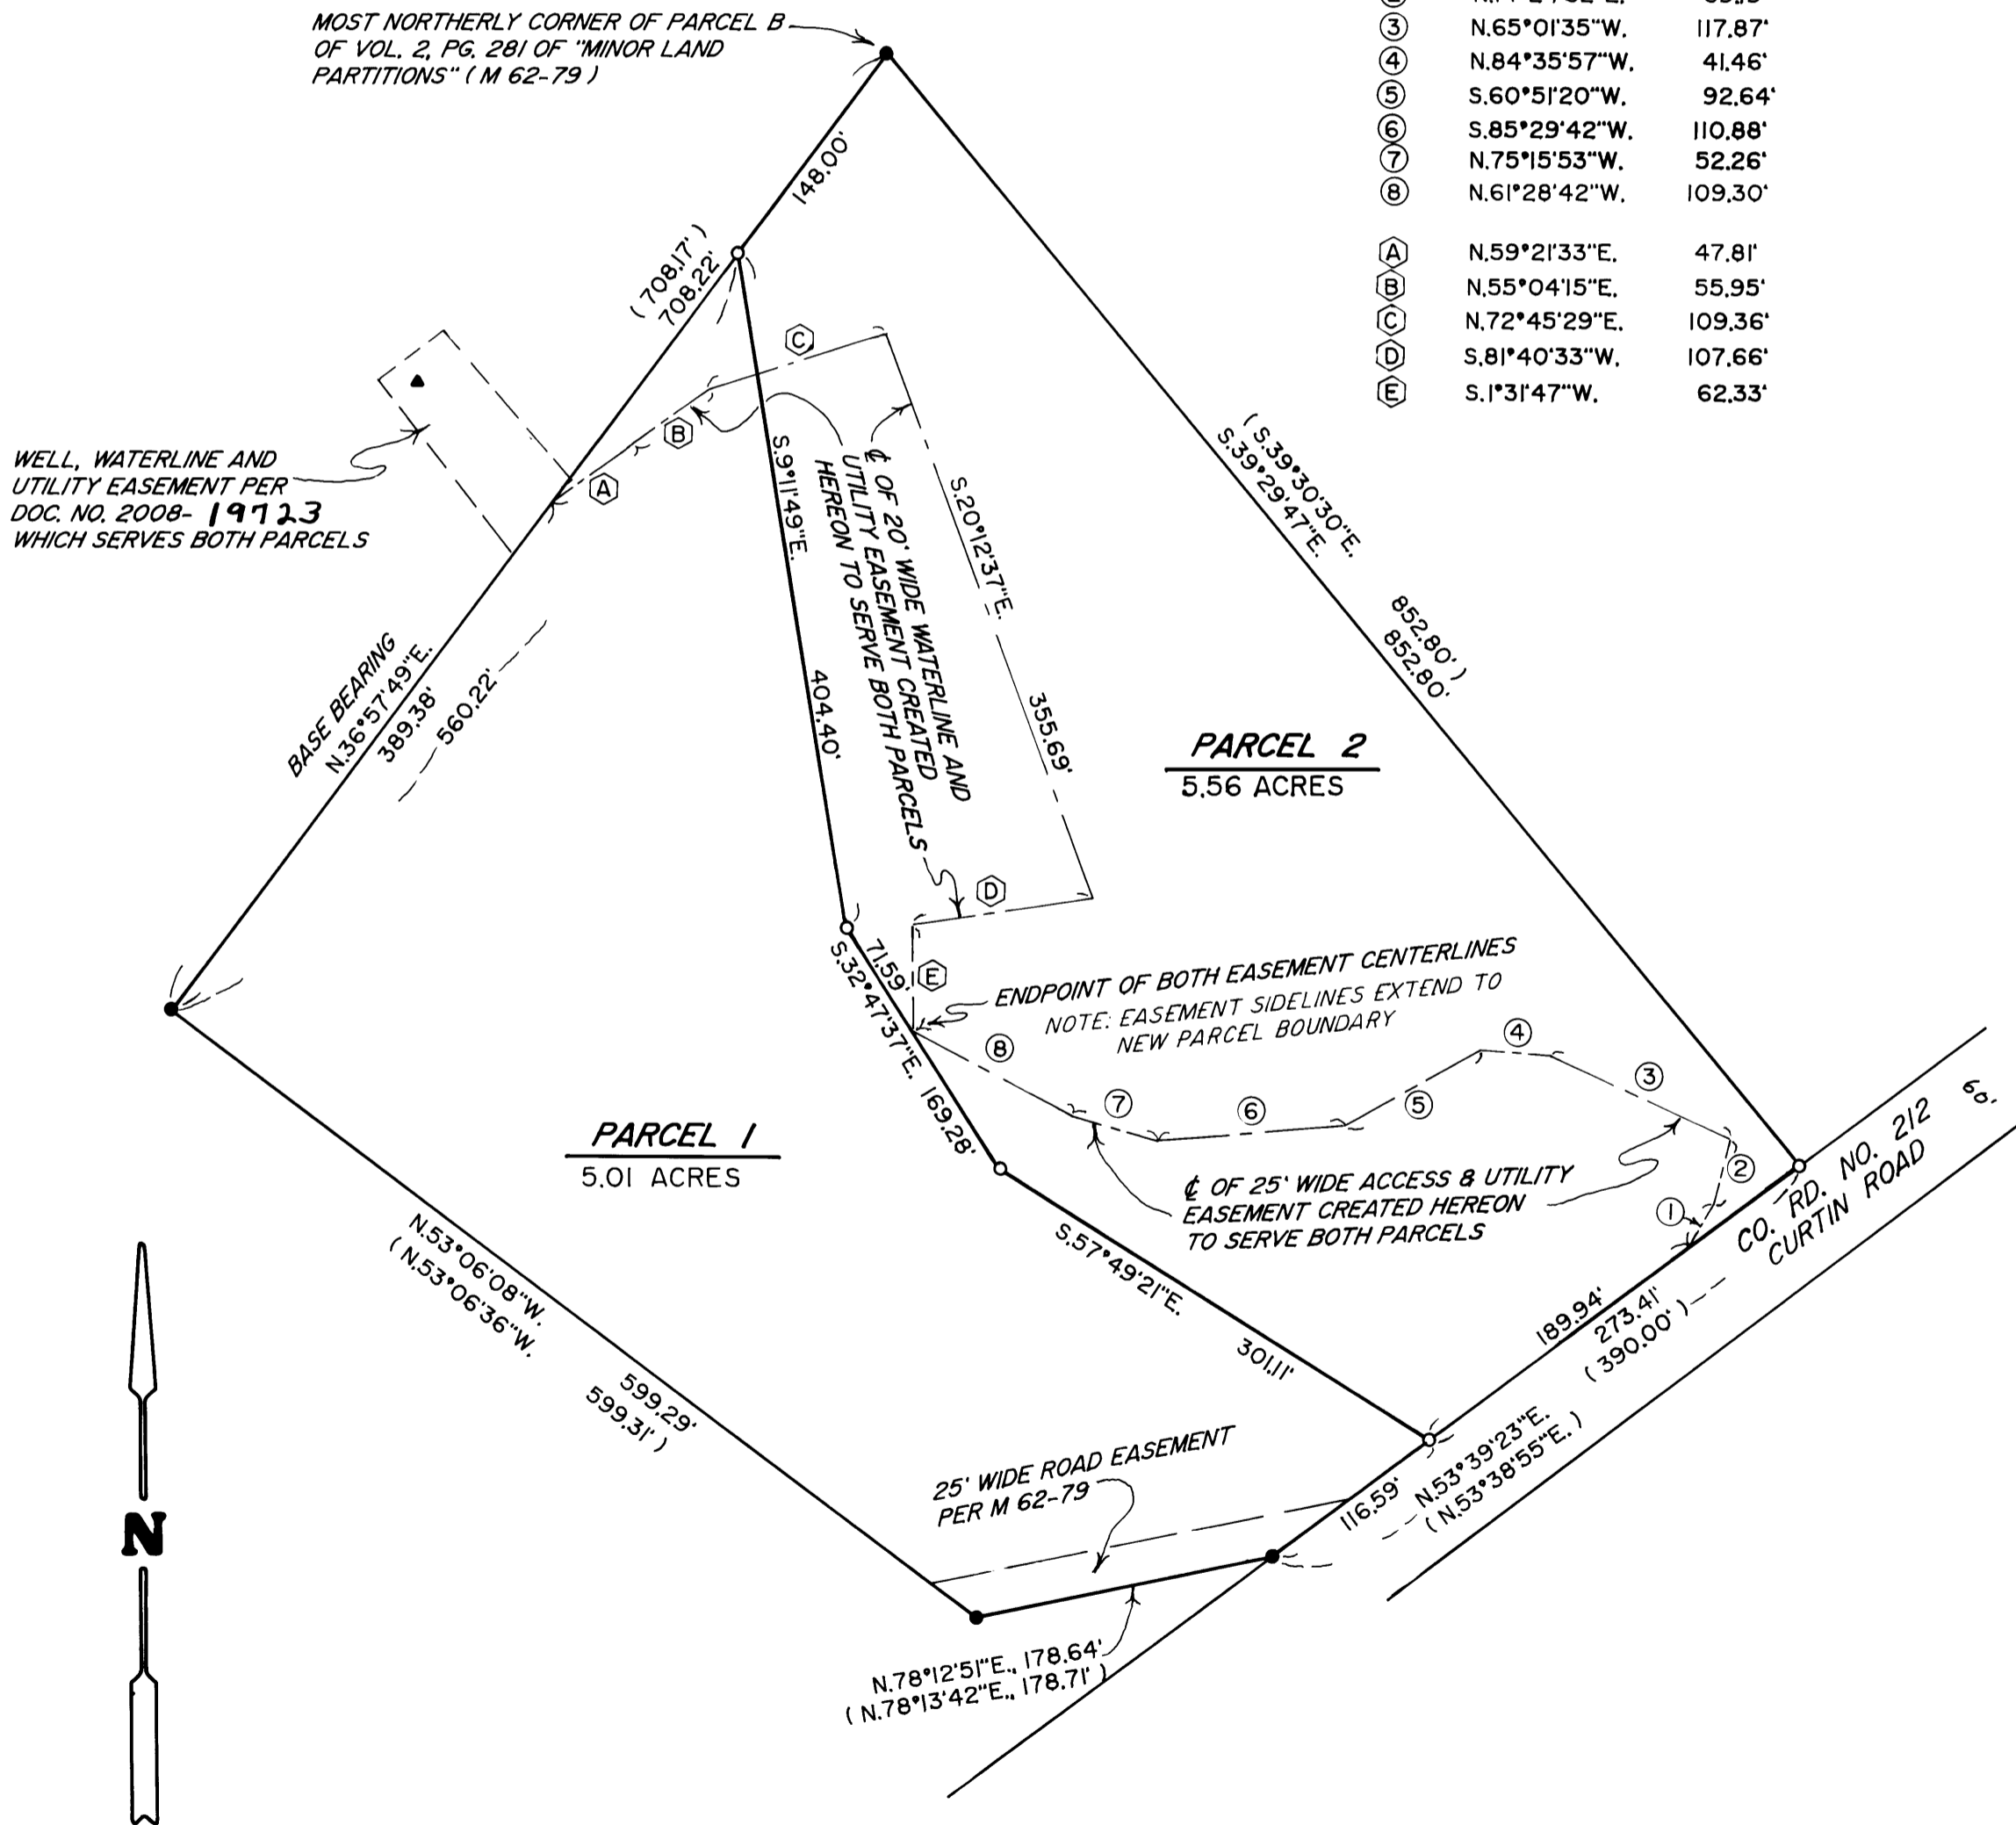 MOST NORTHERLY CORNER OF PARCEL B
OF VOL. 2, PG. 281 OF "MINOR LAND
PARTITIONS" ( M 62-79 )
③ N.65°01'35"W. 117.87'
④ N.84°35'57"W. 41.46'
⑤ S.60°51'20"W. 92.64'
⑥ S.85°29'42"W. 110.88'
⑦ N.75°15'53"W. 52.26'
⑧ N.61°28'42"W. 109.30'
A N.59°21'33"E. 47.81'
B N.55°04'15"E. 55.95'
C N.72°45'29"E. 109.36'
D S.81°40'33"W. 107.66'
E S.1°31'47"W. 62.33'
148.00'
( 708.17' )
708.22'
C
B
A
WELL, WATERLINE AND
UTILITY EASEMENT PER
DOC. NO. 2008- 19723
WHICH SERVES BOTH PARCELS
BASE BEARING
N.36°57'49"E.
389.38'
560.22'
S.9°11'49"E.
404.40'
℄ OF 20' WIDE WATERLINE AND
UTILITY EASEMENT CREATED
HEREON TO SERVE BOTH PARCELS
S.20°12'37"E.
355.69'
( S.39°30'30"E.
S.39°29'47"E.
852.80' )
852.80'
PARCEL 2
5.56 ACRES
D
E
71.59'
S.32°47'37"E.
169.28'
ENDPOINT OF BOTH EASEMENT CENTERLINES
NOTE: EASEMENT SIDELINES EXTEND TO
NEW PARCEL BOUNDARY
⑧
⑦
⑥
⑤
④
③
②
①
℄ OF 25' WIDE ACCESS & UTILITY
EASEMENT CREATED HEREON
TO SERVE BOTH PARCELS
CO. RD. NO. 212
CURTIN ROAD
60'
PARCEL 1
5.01 ACRES
S.57°49'21"E.
301.11'
189.94'
273.41'
( 390.00' )
N.53°06'08"W.
( N.53°06'36"W.
599.29'
599.31' )
116.59'
N.53°39'23"E.
( N.53°38'55"E. )
25' WIDE ROAD EASEMENT
PER M 62-79
N.78°12'51"E., 178.64'
( N.78°13'42"E., 178.71' )
N